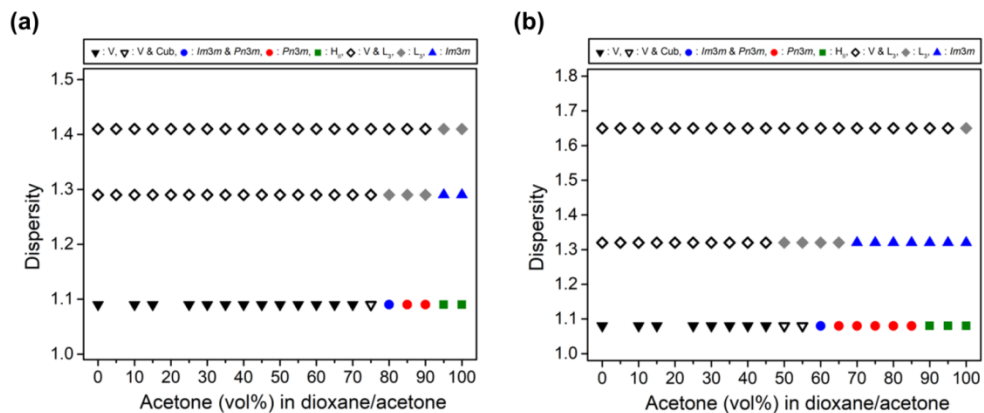 (a)
▼ : V, ▽ : V & Cub, ● : Im3m & Pn3m, ● : Pn3m, ■ : H_II, ◇ : V & L₃, ◆ : L₃, ▲ : Im3m
1.5
1.4
1.3
1.2
1.1
1.0
Dispersity
0 10 20 30 40 50 60 70 80 90 100
Acetone (vol%) in dioxane/acetone
(b)
▼ : V, ▽ : V & Cub, ● : Im3m & Pn3m, ● : Pn3m, ■ : H_II, ◇ : V & L₃, ◆ : L₃, ▲ : Im3m
1.8
1.7
1.6
1.5
1.4
1.3
1.2
1.1
1.0
Dispersity
0 10 20 30 40 50 60 70 80 90 100
Acetone (vol%) in dioxane/acetone